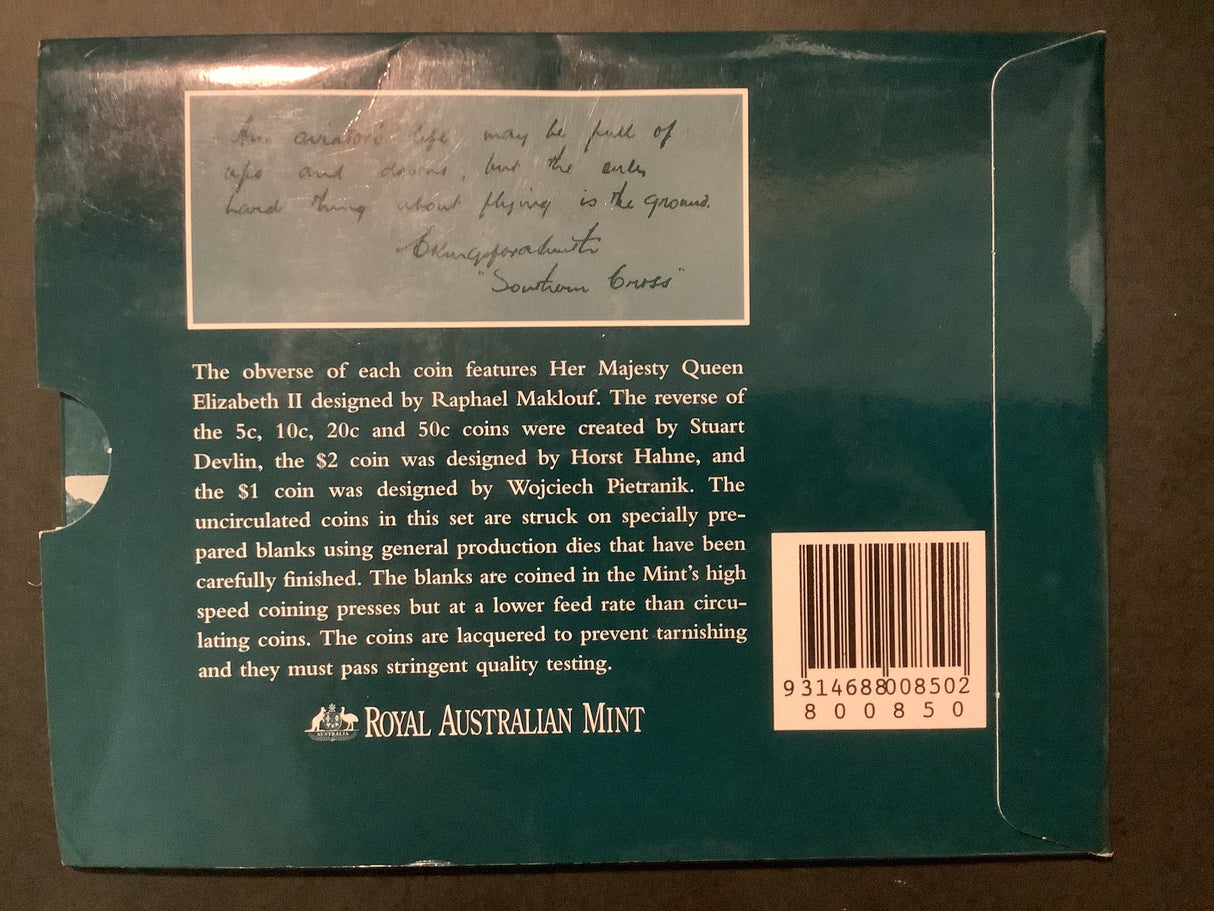 An aviator's life may be full of
ups and downs, but the only
hard thing about flying is the ground.
CKingsfordSmith
"Southern Cross"
The obverse of each coin features Her Majesty Queen
Elizabeth II designed by Raphael Maklouf. The reverse of
the 5c, 10c, 20c and 50c coins were created by Stuart
Devlin, the $2 coin was designed by Horst Hahne, and
the $1 coin was designed by Wojciech Pietranik. The
uncirculated coins in this set are struck on specially pre-
pared blanks using general production dies that have been
carefully finished. The blanks are coined in the Mint's high
speed coining presses but at a lower feed rate than circu-
lating coins. The coins are lacquered to prevent tarnishing
and they must pass stringent quality testing.
AUSTRALIA
ROYAL AUSTRALIAN MINT
9314688008502
800850